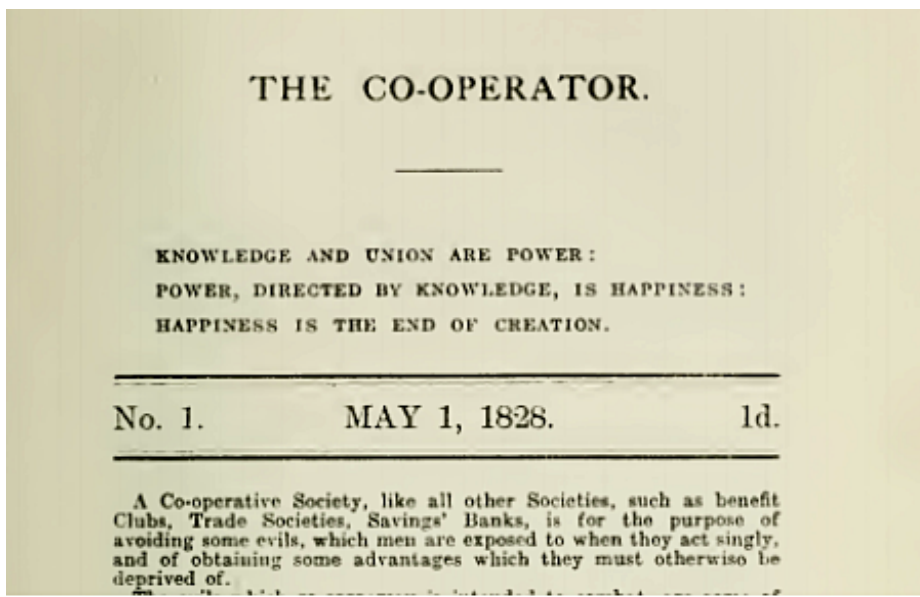 THE CO-OPERATOR.
KNOWLEDGE AND UNION ARE POWER:
POWER, DIRECTED BY KNOWLEDGE, IS HAPPINESS:
HAPPINESS IS THE END OF CREATION.
No. 1. MAY 1, 1828. 1d.
A Co-operative Society, like all other Societies, such as benefit
Clubs, Trade Societies, Savings' Banks, is for the purpose of
avoiding some evils, which men are exposed to when they act singly,
and of obtaining some advantages which they must otherwise be
deprived of.